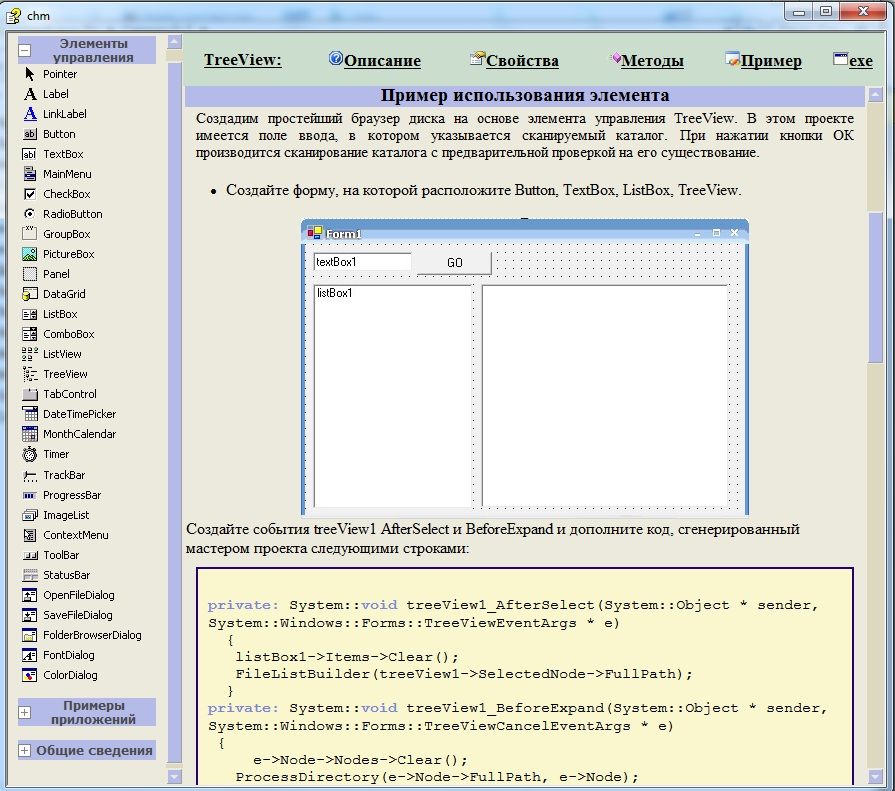 chm
Элементы
управления
Pointer
Label
LinkLabel
Button
TextBox
MainMenu
CheckBox
RadioButton
GroupBox
PictureBox
Panel
DataGrid
ListBox
ComboBox
ListView
TreeView
TabControl
DateTimePicker
MonthCalendar
Timer
TrackBar
ProgressBar
ImageList
ContextMenu
ToolBar
StatusBar
OpenFileDialog
SaveFileDialog
FolderBrowserDialog
FontDialog
ColorDialog
Примеры
приложений
Общие сведения
TreeView: Описание Свойства Методы Пример exe
Пример использования элемента
Создадим простейший браузер диска на основе элемента управления TreeView. В этом проекте
имеется поле ввода, в котором указывается сканируемый каталог. При нажатии кнопки ОК
производится сканирование каталога с предварительной проверкой на его существование.
• Создайте форму, на которой расположите Button, TextBox, ListBox, TreeView.
Form1
textBox1 GO
listBox1
Создайте события treeView1 AfterSelect и BeforeExpand и дополните код, сгенерированный
мастером проекта следующими строками:
private: System::void treeView1_AfterSelect(System::Object * sender,
System::Windows::Forms::TreeViewEventArgs * e)
{
listBox1->Items->Clear();
FileListBuilder(treeView1->SelectedNode->FullPath);
}
private: System::void treeView1_BeforeExpand(System::Object * sender,
System::Windows::Forms::TreeViewCancelEventArgs * e)
{
e->Node->Nodes->Clear();
ProcessDirectory(e->Node->FullPath, e->Node);